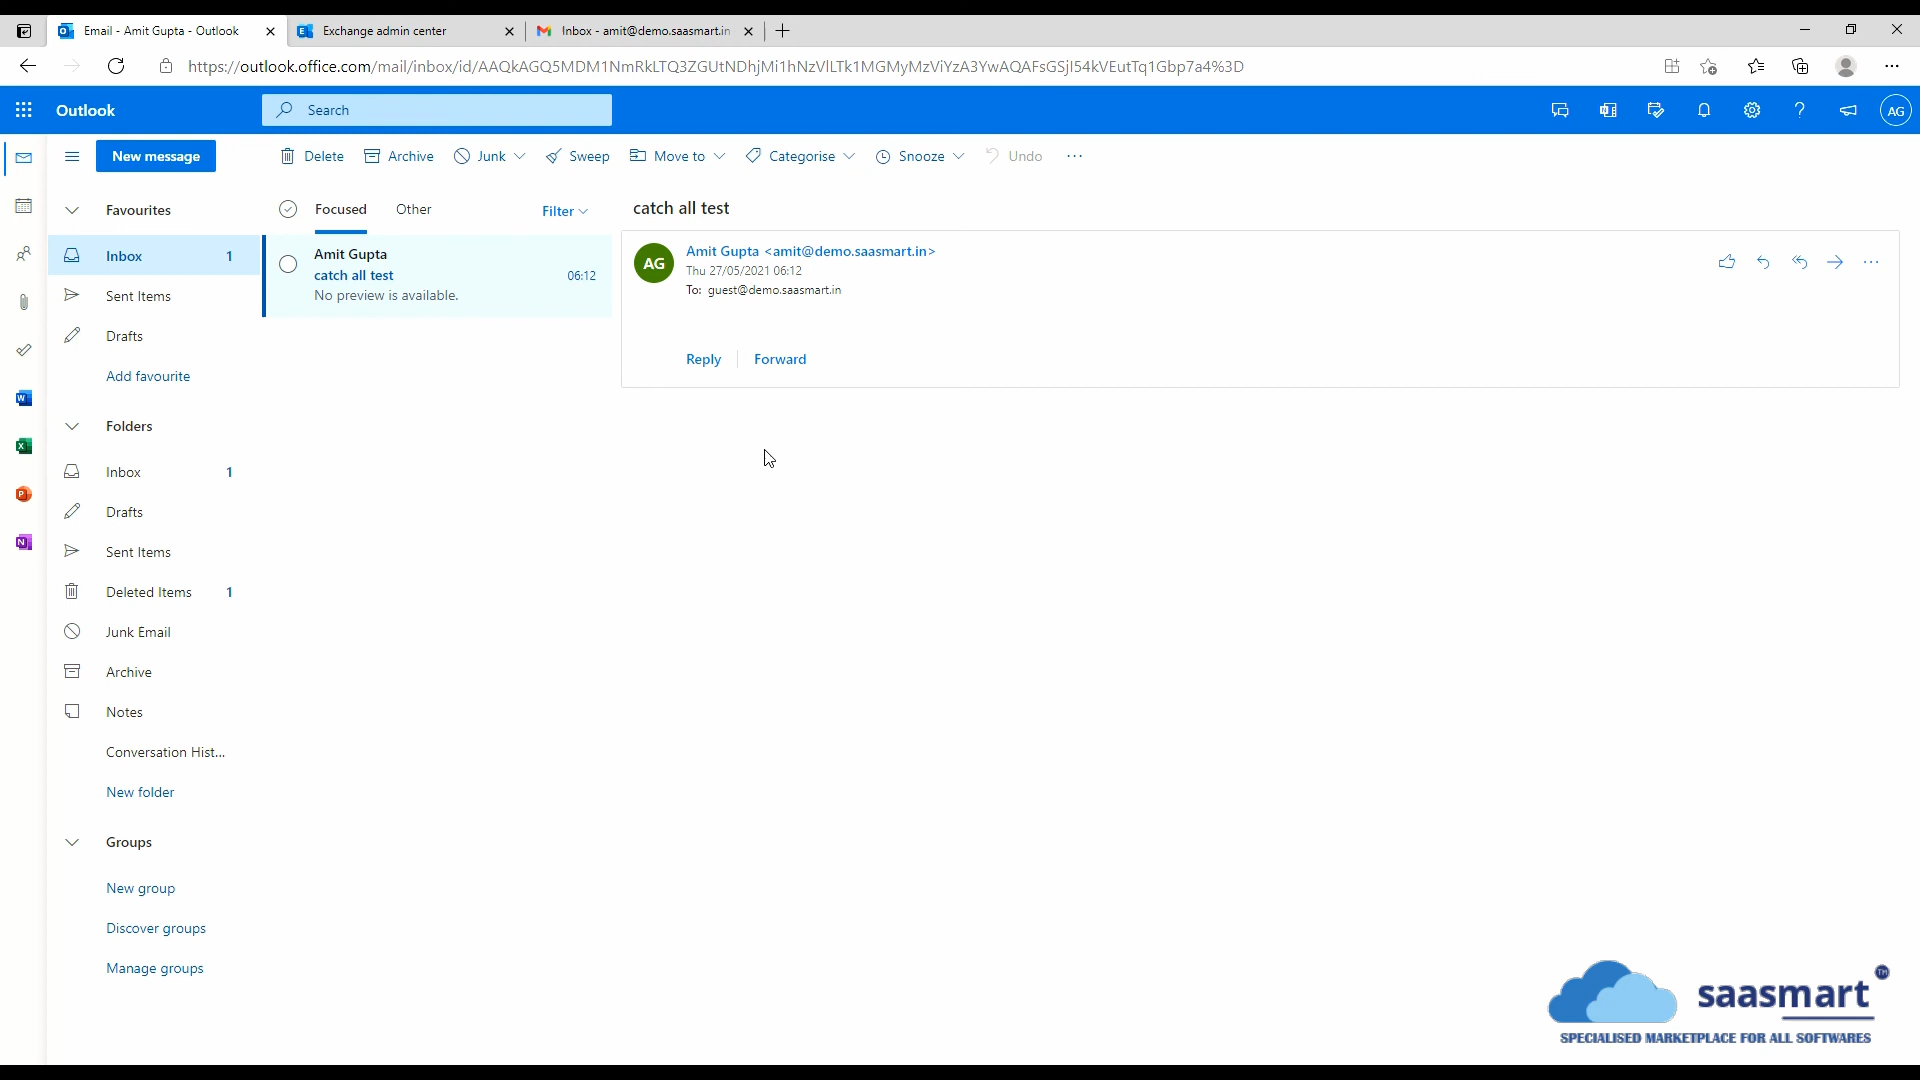 Email - Amit Gupta - Outlook
Exchange admin center
Inbox - amit@demo.saasmart.in
https://outlook.office.com/mail/inbox/id/AAQkAGQ5MDM1NmRkLTQ3ZGUtNDhjMi1hNzVlLTk1MGMyMzViYzA3YwAQAFsGSjI54kVEutTq1Gbp7a4%3D
Outlook
Search
AG
New message
Delete
Archive
Junk
Sweep
Move to
Categorise
Snooze
Undo
Favourites
Inbox 1
Sent Items
Drafts
Add favourite
Folders
Inbox 1
Drafts
Sent Items
Deleted Items 1
Junk Email
Archive
Notes
Conversation Hist...
New folder
Groups
New group
Discover groups
Manage groups
Focused
Other
Filter
Amit Gupta
catch all test 06:12
No preview is available.
catch all test
AG
Amit Gupta <amit@demo.saasmart.in>
Thu 27/05/2021 06:12
To: guest@demo.saasmart.in
Reply
Forward
saasmart TM
SPECIALISED MARKETPLACE FOR ALL SOFTWARES